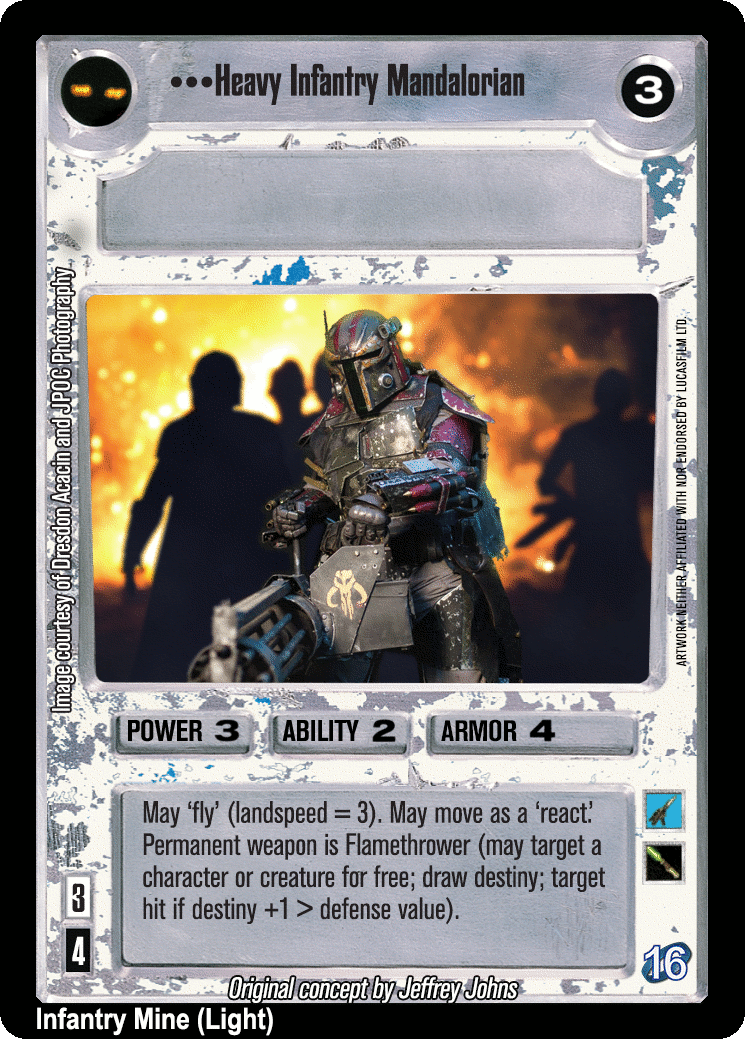 •••Heavy Infantry Mandalorian
3
Image courtesy of Dresdon Acacin and JPOC Photography
ARTWORK NEITHER AFFILIATED WITH NOR ENDORSED BY LUCASFILM LTD.
POWER 3
ABILITY 2
ARMOR 4
May ‘fly’ (landspeed = 3). May move as a ‘react’.
Permanent weapon is Flamethrower (may target a
character or creature for free; draw destiny; target
hit if destiny +1 > defense value).
3
4
16
Original concept by Jeffrey Johns
Infantry Mine (Light)